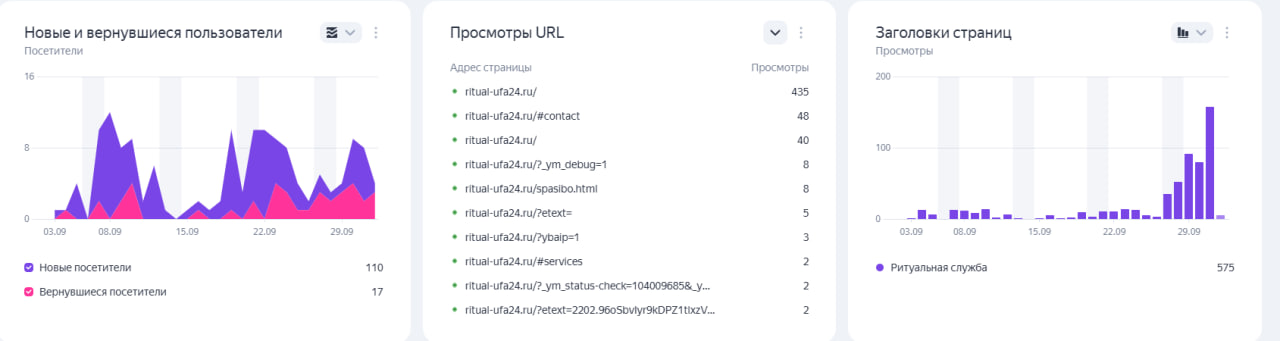 Новые и вернувшиеся пользователи
Посетители
16
8
0
03.09 08.09 15.09 22.09 29.09
Новые посетители 110
Вернувшиеся посетители 17
Просмотры URL
Адрес страницы Просмотры
ritual-ufa24.ru/ 435
ritual-ufa24.ru/#contact 48
ritual-ufa24.ru/ 40
ritual-ufa24.ru/?_ym_debug=1 8
ritual-ufa24.ru/spasibo.html 8
ritual-ufa24.ru/?etext= 5
ritual-ufa24.ru/?ybaip=1 3
ritual-ufa24.ru/#services 2
ritual-ufa24.ru/?_ym_status-check=104009685&_y... 2
ritual-ufa24.ru/?etext=2202.96oSbvlyr9kDPZ1tIxzV... 2
Заголовки страниц
Просмотры
200
100
0
03.09 08.09 15.09 22.09 29.09
Ритуальная служба 575